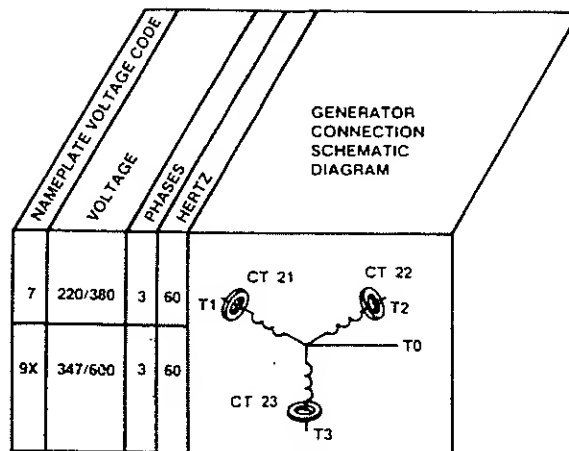 NAMEPLATE VOLTAGE CODE
VOLTAGE
PHASES
HERTZ
GENERATOR
CONNECTION
SCHEMATIC
DIAGRAM
7 220/380 3 60
9X 347/600 3 60
CT 21 CT 22
T1 T2
T0
CT 23
T3